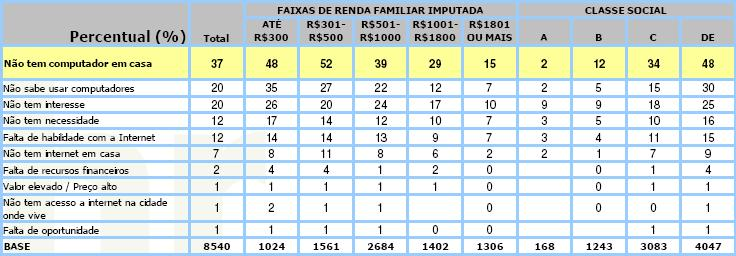 FAIXAS DE RENDA FAMILIAR IMPUTADA CLASSE SOCIAL
Percentual (%) Total ATÉ R$300 R$301-R$500 R$501-R$1000 R$1001-R$1800 R$1801 OU MAIS A B C DE
Não tem computador em casa 37 48 52 39 29 15 2 12 34 48
Não sabe usar computadores 20 35 27 22 12 7 2 5 15 30
Não tem interesse 20 26 20 24 17 10 9 9 18 25
Não tem necessidade 12 17 14 12 10 7 3 5 10 16
Falta de habilidade com a Internet 12 14 14 13 9 7 3 4 11 15
Não tem internet em casa 7 8 11 8 6 2 2 1 7 9
Falta de recursos financeiros 2 4 4 1 2 0 0 1 4
Valor elevado / Preço alto 1 1 1 1 1 0 0 1 1
Não tem acesso a internet na cidade
onde vive 1 2 1 1 0 0 0 1
Falta de oportunidade 1 1 1 1 0 0 1 1
BASE 8540 1024 1561 2684 1402 1306 168 1243 3083 4047